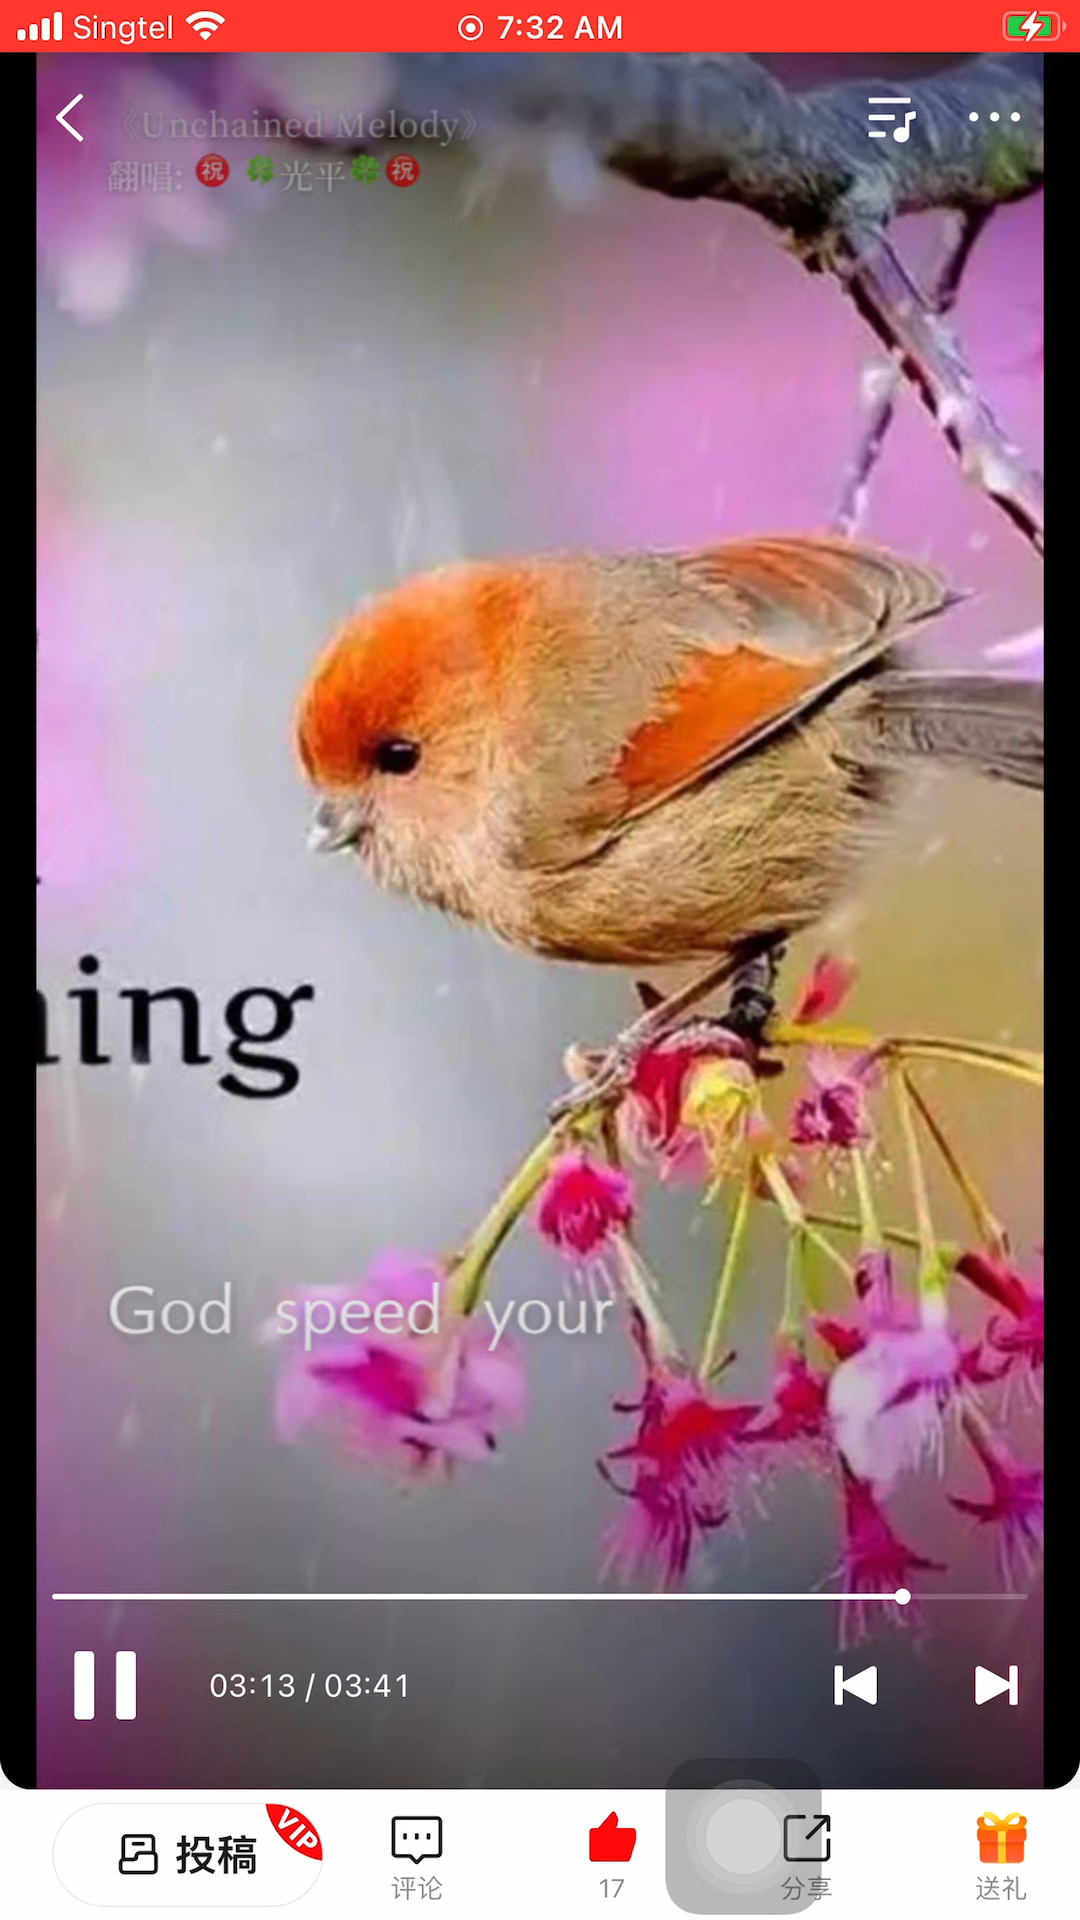 Singtel 7:32 AM
《Unchained Melody》
翻唱: ㊗️ 🍀光平🍀㊗️
ning
God speed your
03:13 / 03:41
投稿 VIP
评论
17
分享
送礼